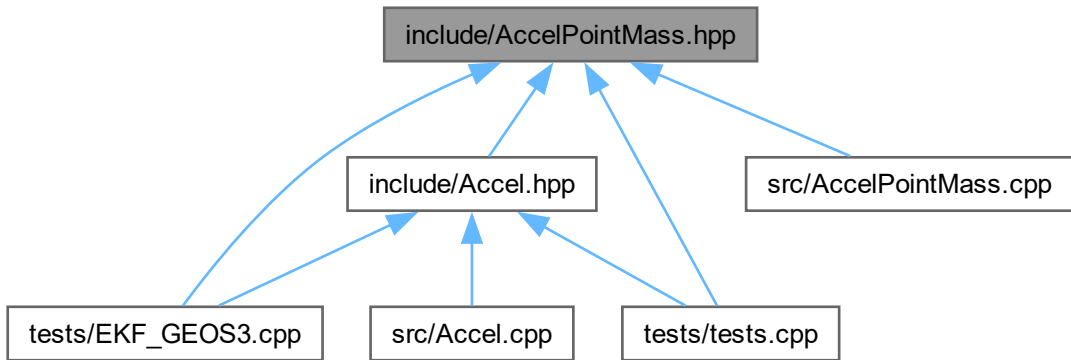 include/AccelPointMass.hpp
include/Accel.hpp
src/AccelPointMass.cpp
tests/EKF_GEOS3.cpp
src/Accel.cpp
tests/tests.cpp